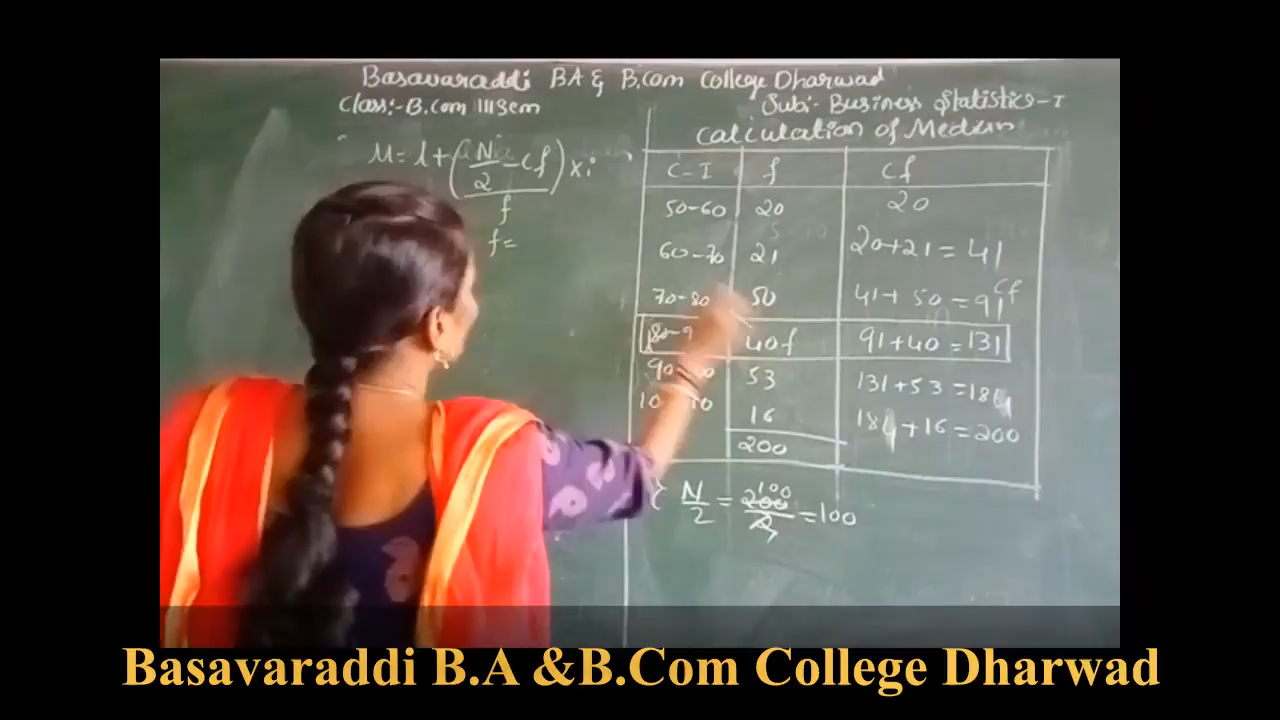 Basavaraddi BA & B.Com College Dharwad
Class:- B.com III Sem
Sub:- Business Statistics-I
Calculation of Median
M = l + (N/2 - cf) x i
f
f =
C-I f Cf
50-60 20 20
60-70 21 20+21=41
70-80 50 41+50=91 Cf
80-9 40 f 91+40=131
90- 53 131+53=184
10 16 184+16=200
200
N/2 = 200/2 100 = 100
Basavaraddi B.A &B.Com College Dharwad